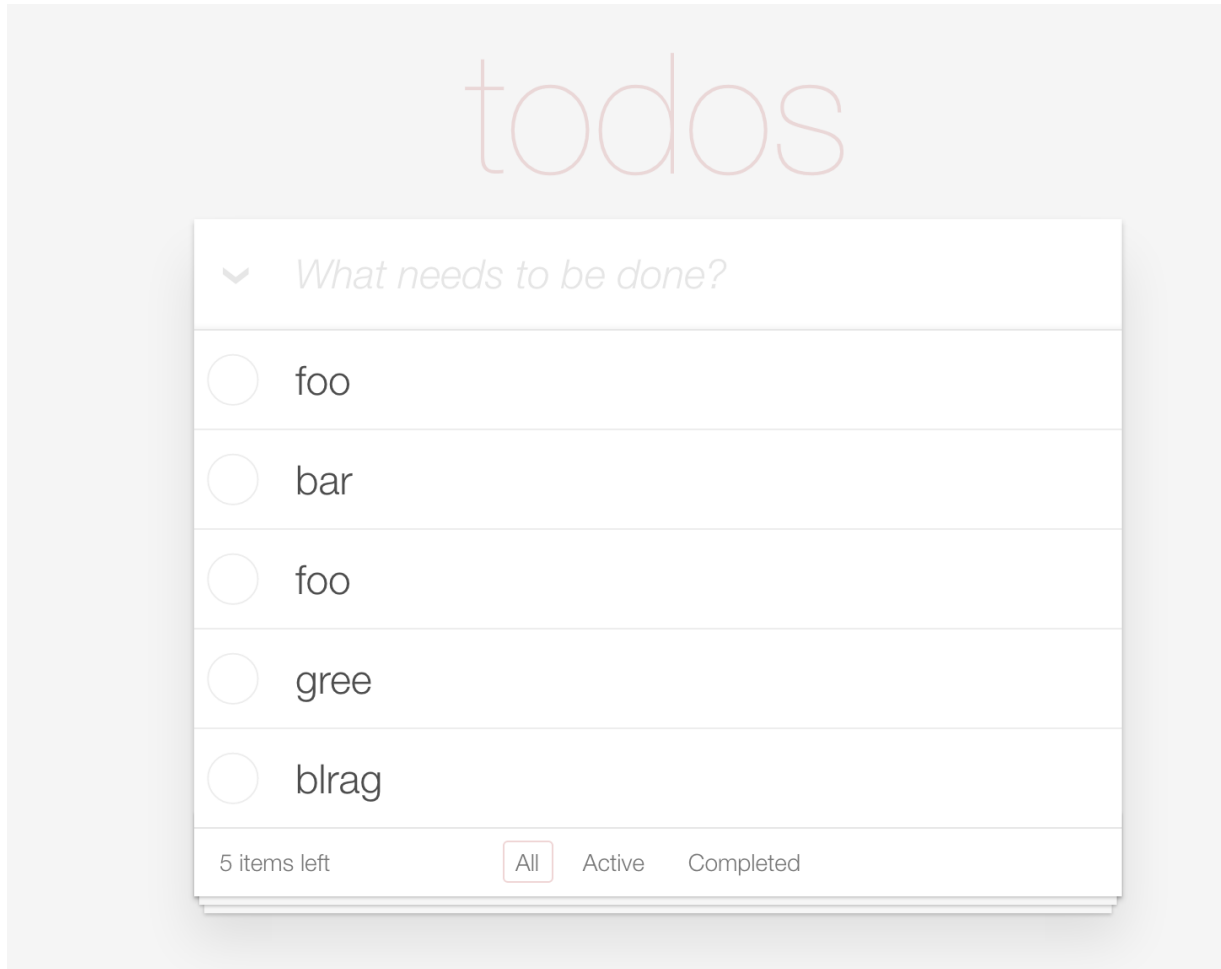 todos
What needs to be done?
foo
bar
foo
gree
blrag
5 items left All Active Completed